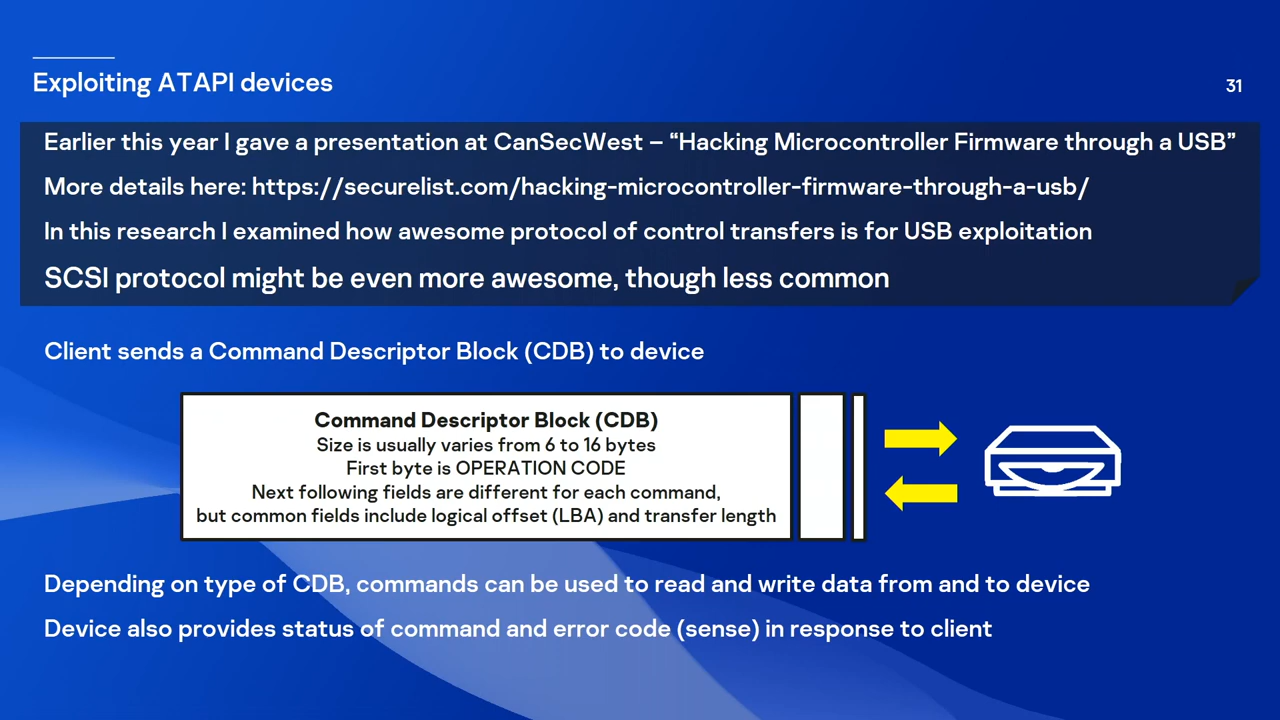 Exploiting ATAPI devices
31
Earlier this year I gave a presentation at CanSecWest – “Hacking Microcontroller Firmware through a USB”
More details here: https://securelist.com/hacking-microcontroller-firmware-through-a-usb/
In this research I examined how awesome protocol of control transfers is for USB exploitation
SCSI protocol might be even more awesome, though less common
Client sends a Command Descriptor Block (CDB) to device
Command Descriptor Block (CDB)
Size is usually varies from 6 to 16 bytes
First byte is OPERATION CODE
Next following fields are different for each command,
but common fields include logical offset (LBA) and transfer length
Depending on type of CDB, commands can be used to read and write data from and to device
Device also provides status of command and error code (sense) in response to client